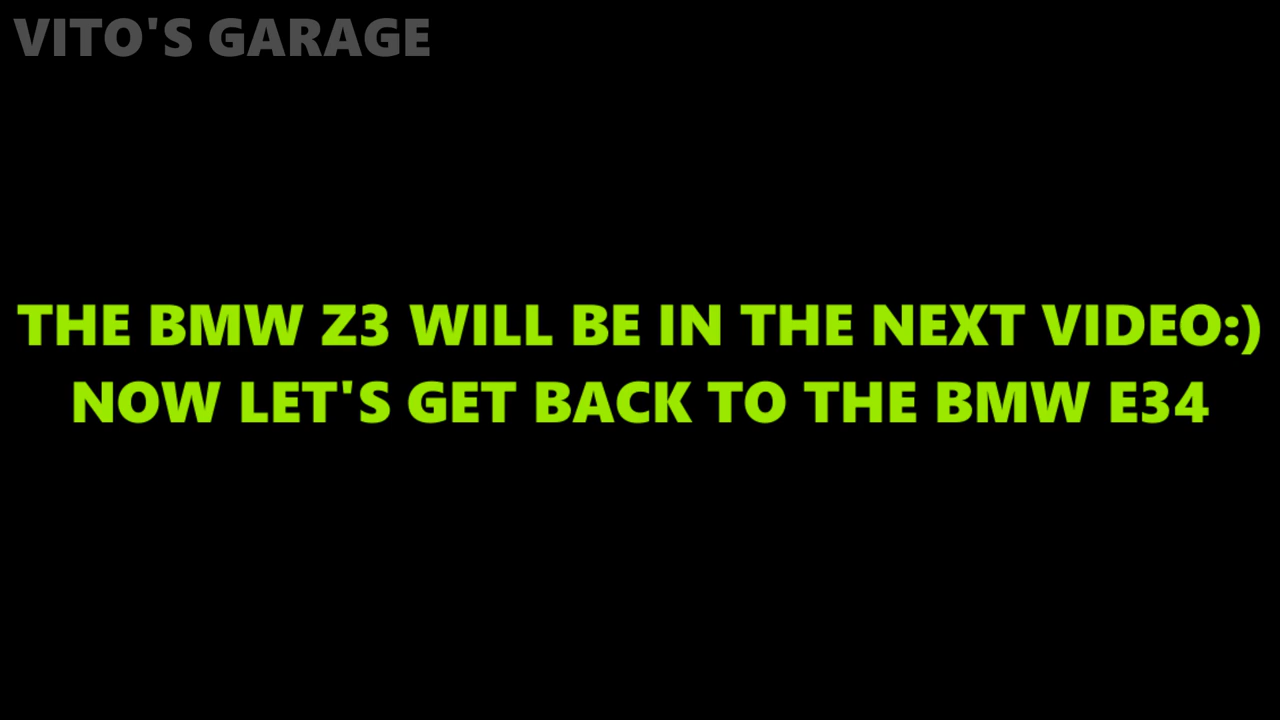 VITO'S GARAGE
THE BMW Z3 WILL BE IN THE NEXT VIDEO:)
NOW LET'S GET BACK TO THE BMW E34